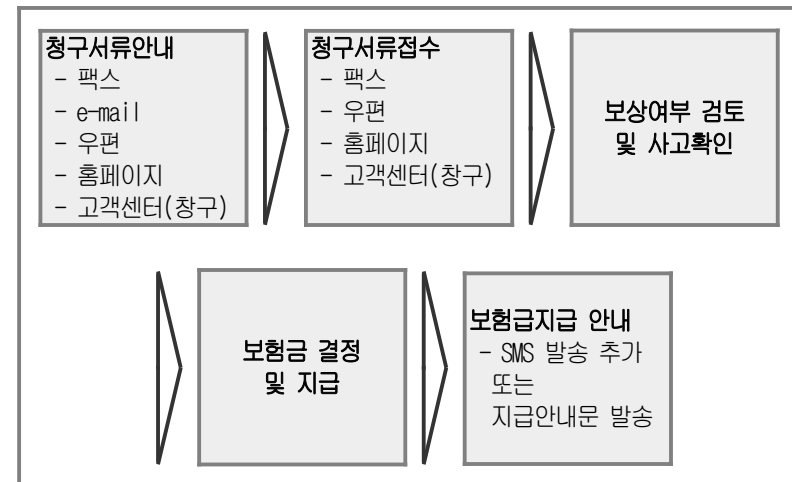 청구서류안내
- 팩스
- e-mail
- 우편
- 홈페이지
- 고객센터(창구)
청구서류접수
- 팩스
- 우편
- 홈페이지
- 고객센터(창구)
보상여부 검토
및 사고확인
보험금 결정
및 지급
보험급지급 안내
- SMS 발송 추가
또는
지급안내문 발송